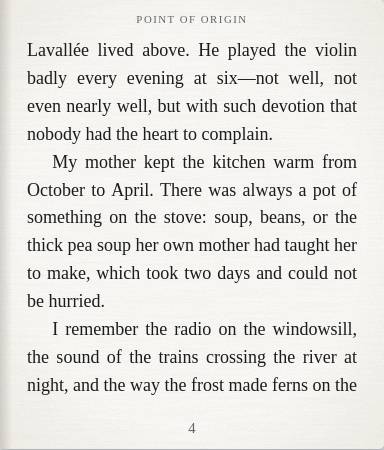 POINT OF ORIGIN
Lavallée lived above. He played the violin
badly every evening at six—not well, not
even nearly well, but with such devotion that
nobody had the heart to complain.
My mother kept the kitchen warm from
October to April. There was always a pot of
something on the stove: soup, beans, or the
thick pea soup her own mother had taught her
to make, which took two days and could not
be hurried.
I remember the radio on the windowsill,
the sound of the trains crossing the river at
night, and the way the frost made ferns on the
4